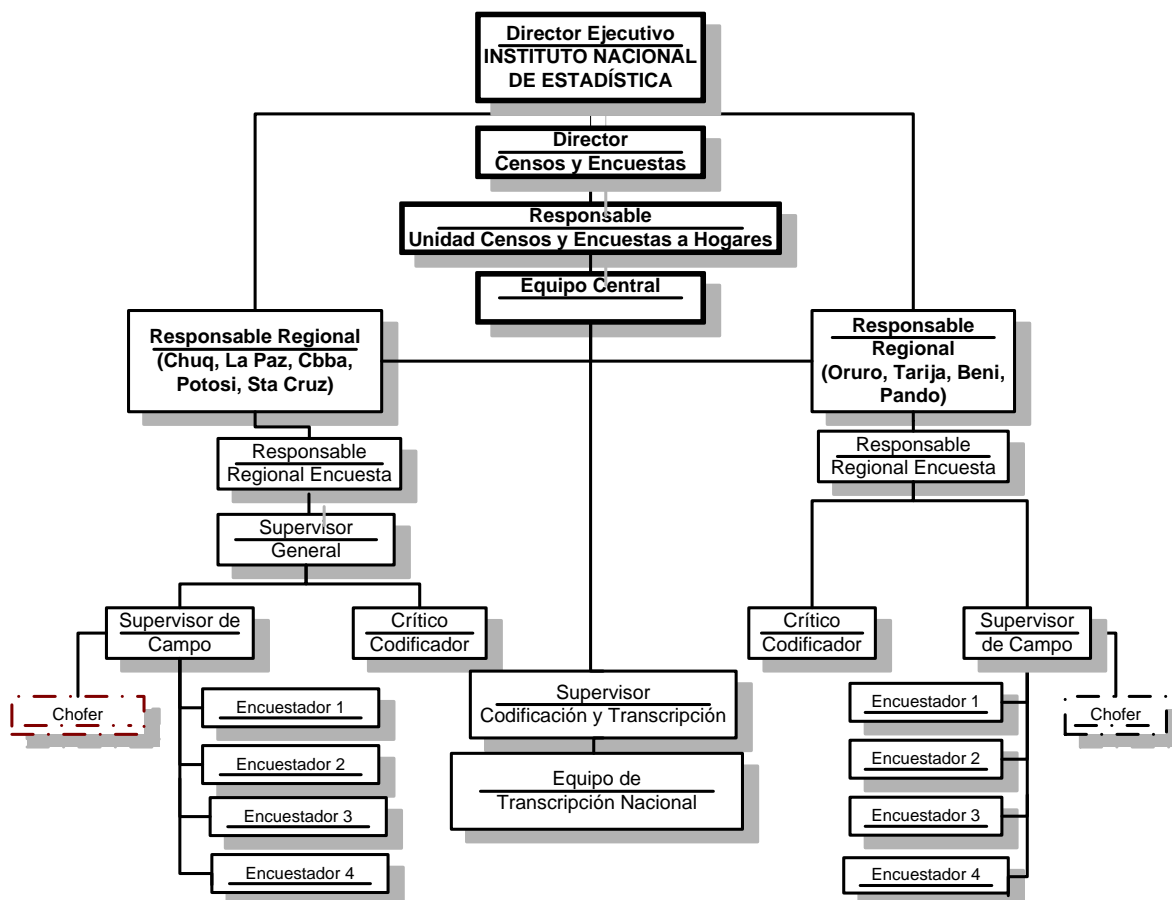 Director Ejecutivo
INSTITUTO NACIONAL
DE ESTADÍSTICA
Director
Censos y Encuestas
Responsable
Unidad Censos y Encuestas a Hogares
Equipo Central
Responsable Regional
(Chuq, La Paz, Cbba,
Potosi, Sta Cruz)
Responsable
Regional
(Oruro, Tarija, Beni,
Pando)
Responsable
Regional Encuesta
Responsable
Regional Encuesta
Supervisor
General
Supervisor de
Campo
Crítico
Codificador
Crítico
Codificador
Supervisor
de Campo
Chofer
Encuestador 1
Encuestador 2
Encuestador 3
Encuestador 4
Supervisor
Codificación y Transcripción
Equipo de
Transcripción Nacional
Encuestador 1
Encuestador 2
Encuestador 3
Encuestador 4
Chofer